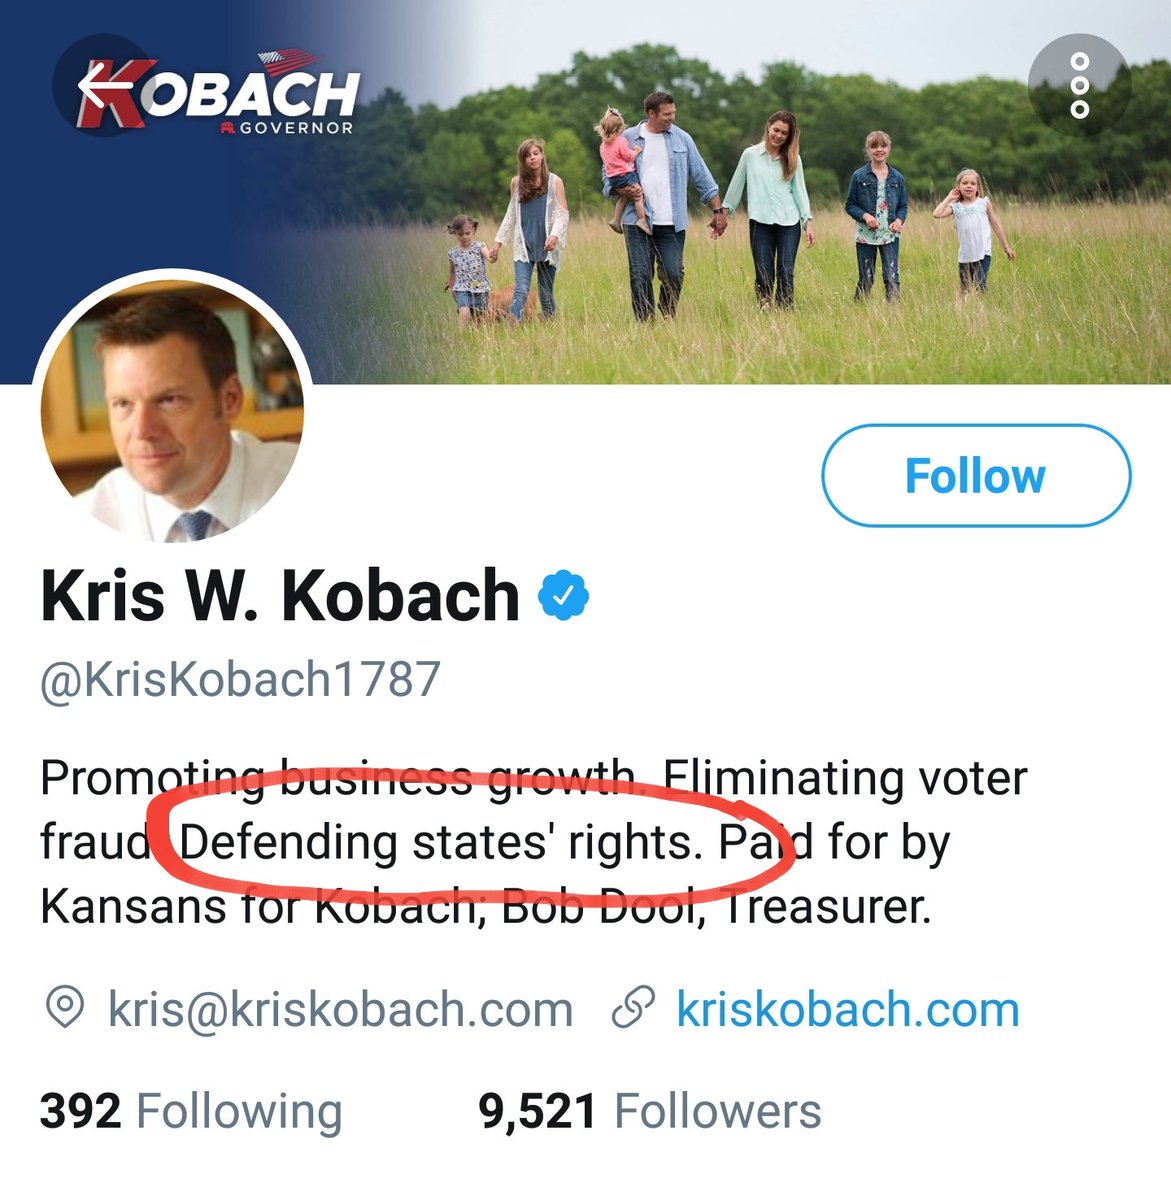 KOBACH
GOVERNOR
Follow
Kris W. Kobach
@KrisKobach1787
Promoting business growth. Eliminating voter
fraud. Defending states' rights. Paid for by
Kansans for Kobach; Bob Dool, Treasurer.
kris@kriskobach.com kriskobach.com
392 Following 9,521 Followers